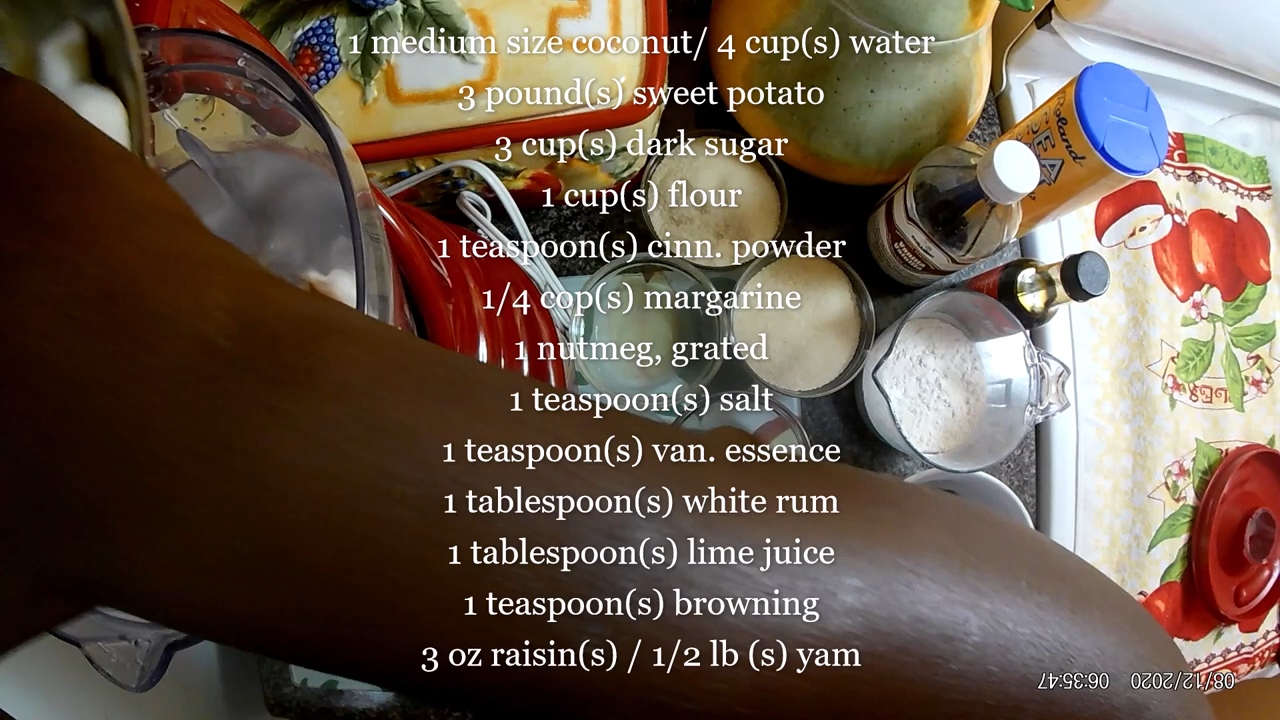 1 medium size coconut/ 4 cup(s) water
3 pound(s) sweet potato
3 cup(s) dark sugar
1 cup(s) flour
1 teaspoon(s) cinn. powder
1/4 cop(s) margarine
1 nutmeg, grated
1 teaspoon(s) salt
1 teaspoon(s) van. essence
1 tablespoon(s) white rum
1 tablespoon(s) lime juice
1 teaspoon(s) browning
3 oz raisin(s) / 1/2 lb (s) yam
Roland
SEA
08/12/2020 06:35:47